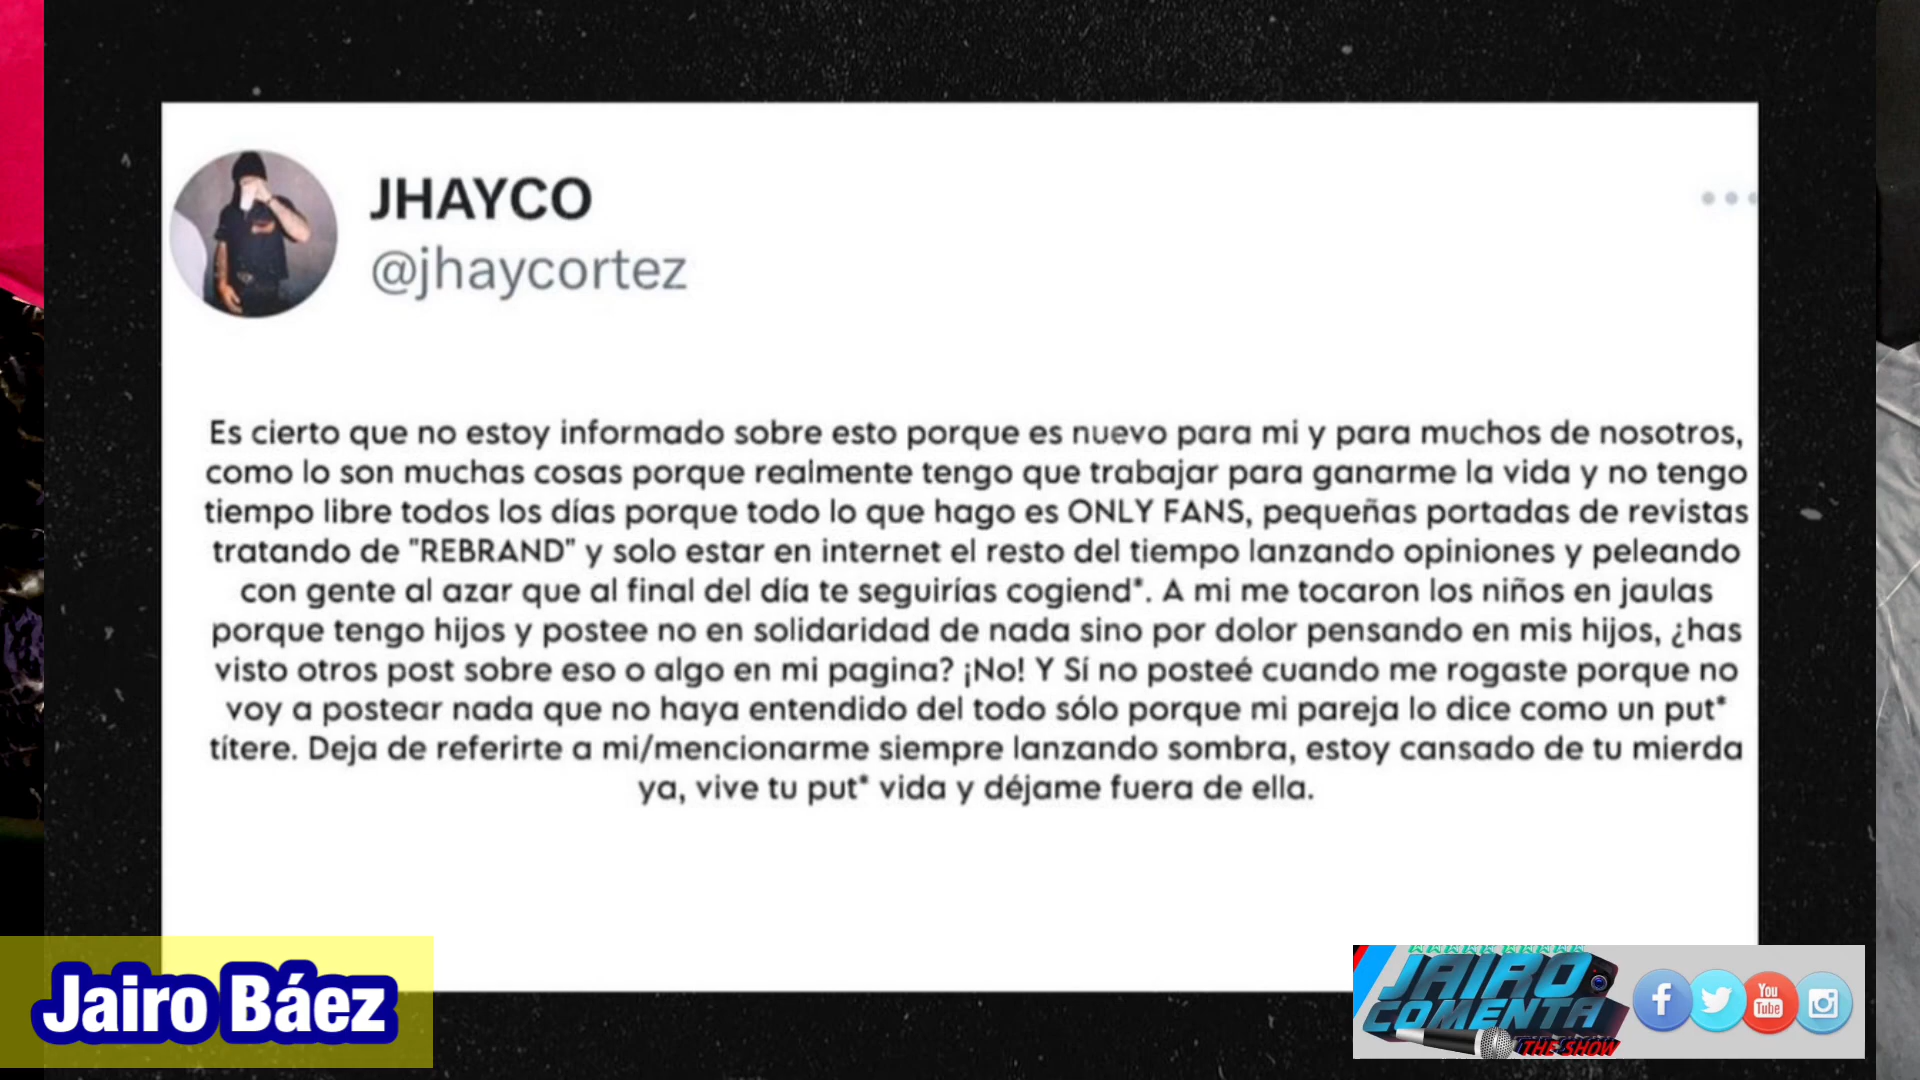 JHAYCO
@jhaycortez
Es cierto que no estoy informado sobre esto porque es nuevo para mi y para muchos de nosotros,
como lo son muchas cosas porque realmente tengo que trabajar para ganarme la vida y no tengo
tiempo libre todos los días porque todo lo que hago es ONLY FANS, pequeñas portadas de revistas
tratando de "REBRAND" y solo estar en internet el resto del tiempo lanzando opiniones y peleando
con gente al azar que al final del día te seguirías cogiend*. A mi me tocaron los niños en jaulas
porque tengo hijos y postee no en solidaridad de nada sino por dolor pensando en mis hijos, ¿has
visto otros post sobre eso o algo en mi pagina? ¡No! Y Sí no posteé cuando me rogaste porque no
voy a postear nada que no haya entendido del todo sólo porque mi pareja lo dice como un put*
títere. Deja de referirte a mi/mencionarme siempre lanzando sombra, estoy cansado de tu mierda
ya, vive tu put* vida y déjame fuera de ella.
Jairo Báez
JAIRO
COMENTA
THE SHOW
You
Tube